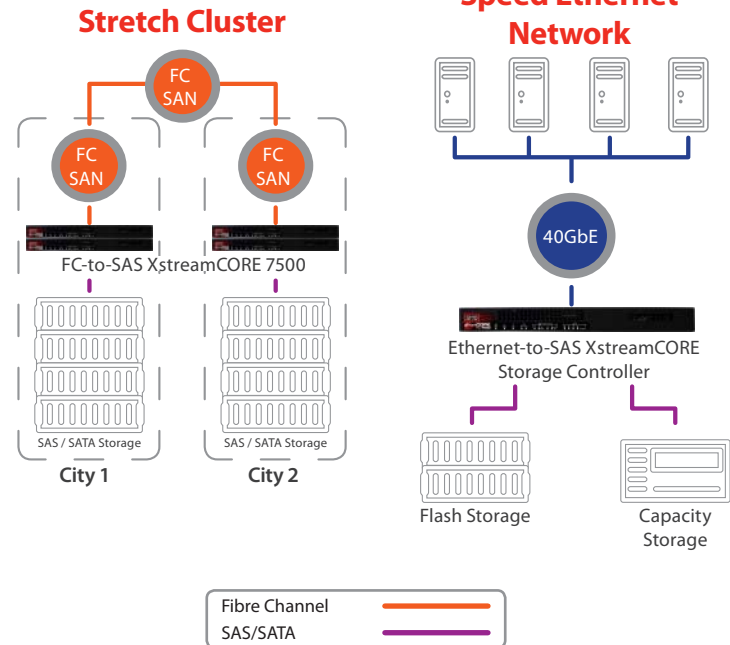 Stretch Cluster
FC
SAN
FC
SAN
FC
SAN
FC-to-SAS XstreamCORE 7500
SAS / SATA Storage
SAS / SATA Storage
City 1
City 2
Speed Ethernet
Network
40GbE
Ethernet-to-SAS XstreamCORE
Storage Controller
Flash Storage
Capacity
Storage
Fibre Channel
SAS/SATA